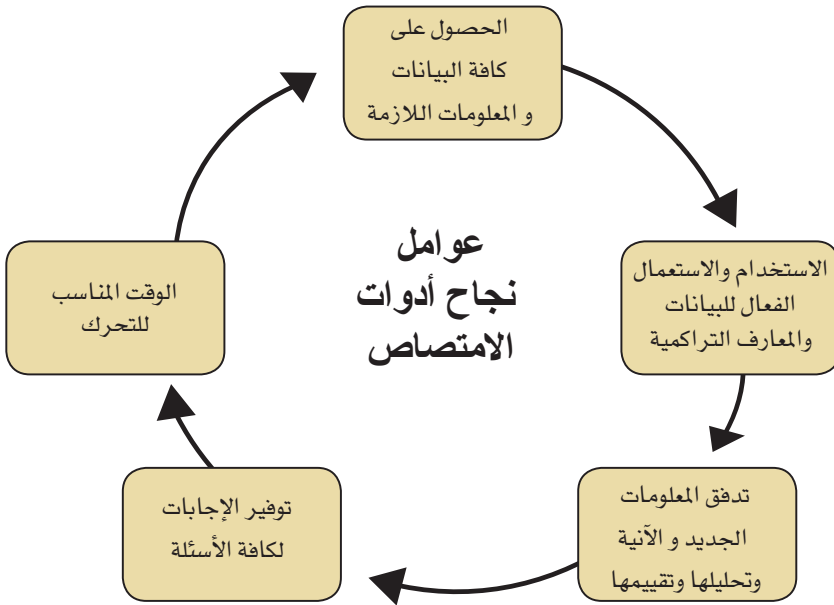 الحصول على
كافة البيانات
و المعلومات اللازمة
عوامل
نجاح أدوات
الامتصاص
الاستخدام والاستعمال
الفعال للبيانات
والمعارف التراكمية
تدفق المعلومات
الجديد و الآنية
وتحليلها وتقييمها
توفير الإجابات
لكافة الأسئلة
الوقت المناسب
للتحرك